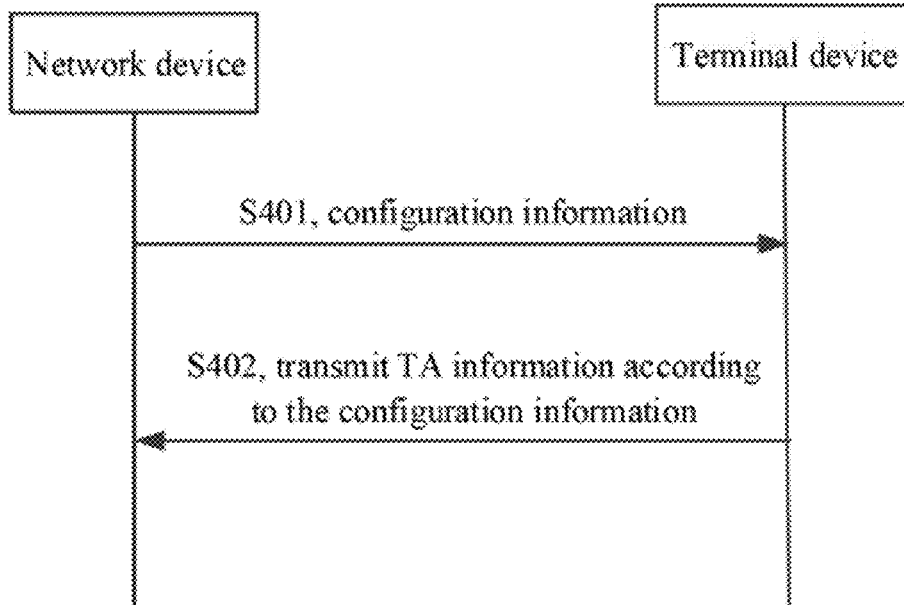 Network device
Terminal device
S401, configuration information
S402, transmit TA information according
to the configuration information